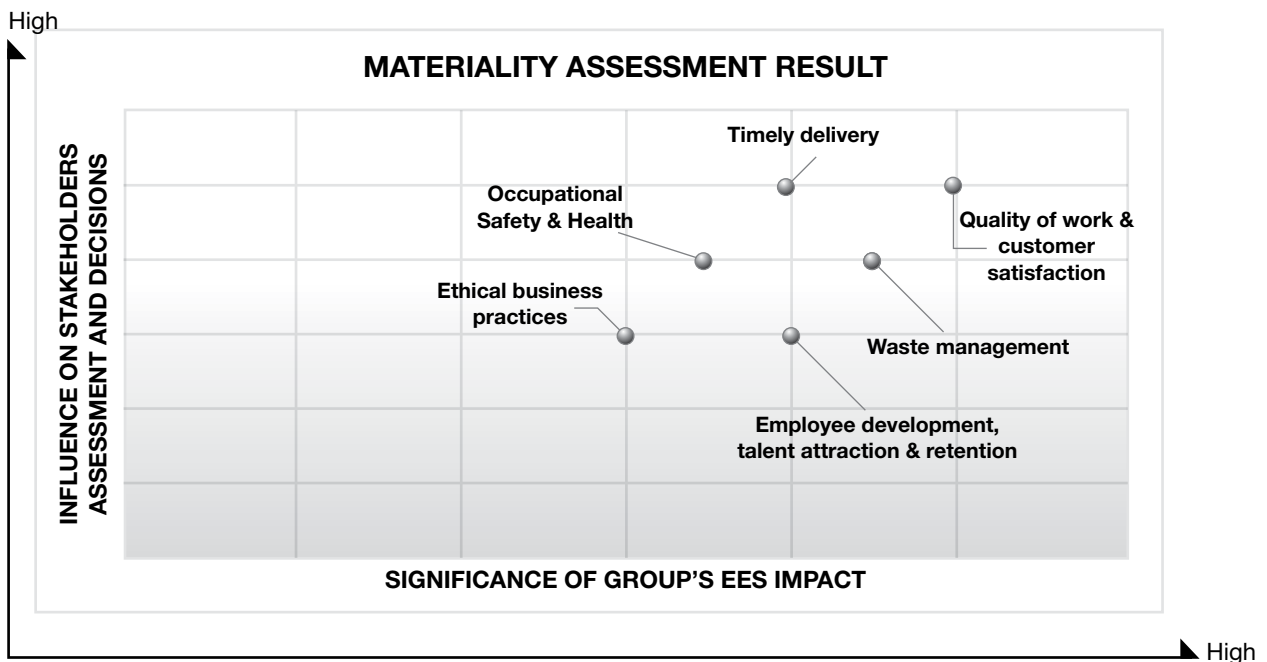 High
MATERIALITY ASSESSMENT RESULT
INFLUENCE ON STAKEHOLDERS
ASSESSMENT AND DECISIONS
Timely delivery
Occupational
Safety & Health
Quality of work &
customer
satisfaction
Ethical business
practices
Waste management
Employee development,
talent attraction & retention
SIGNIFICANCE OF GROUP’S EES IMPACT
High